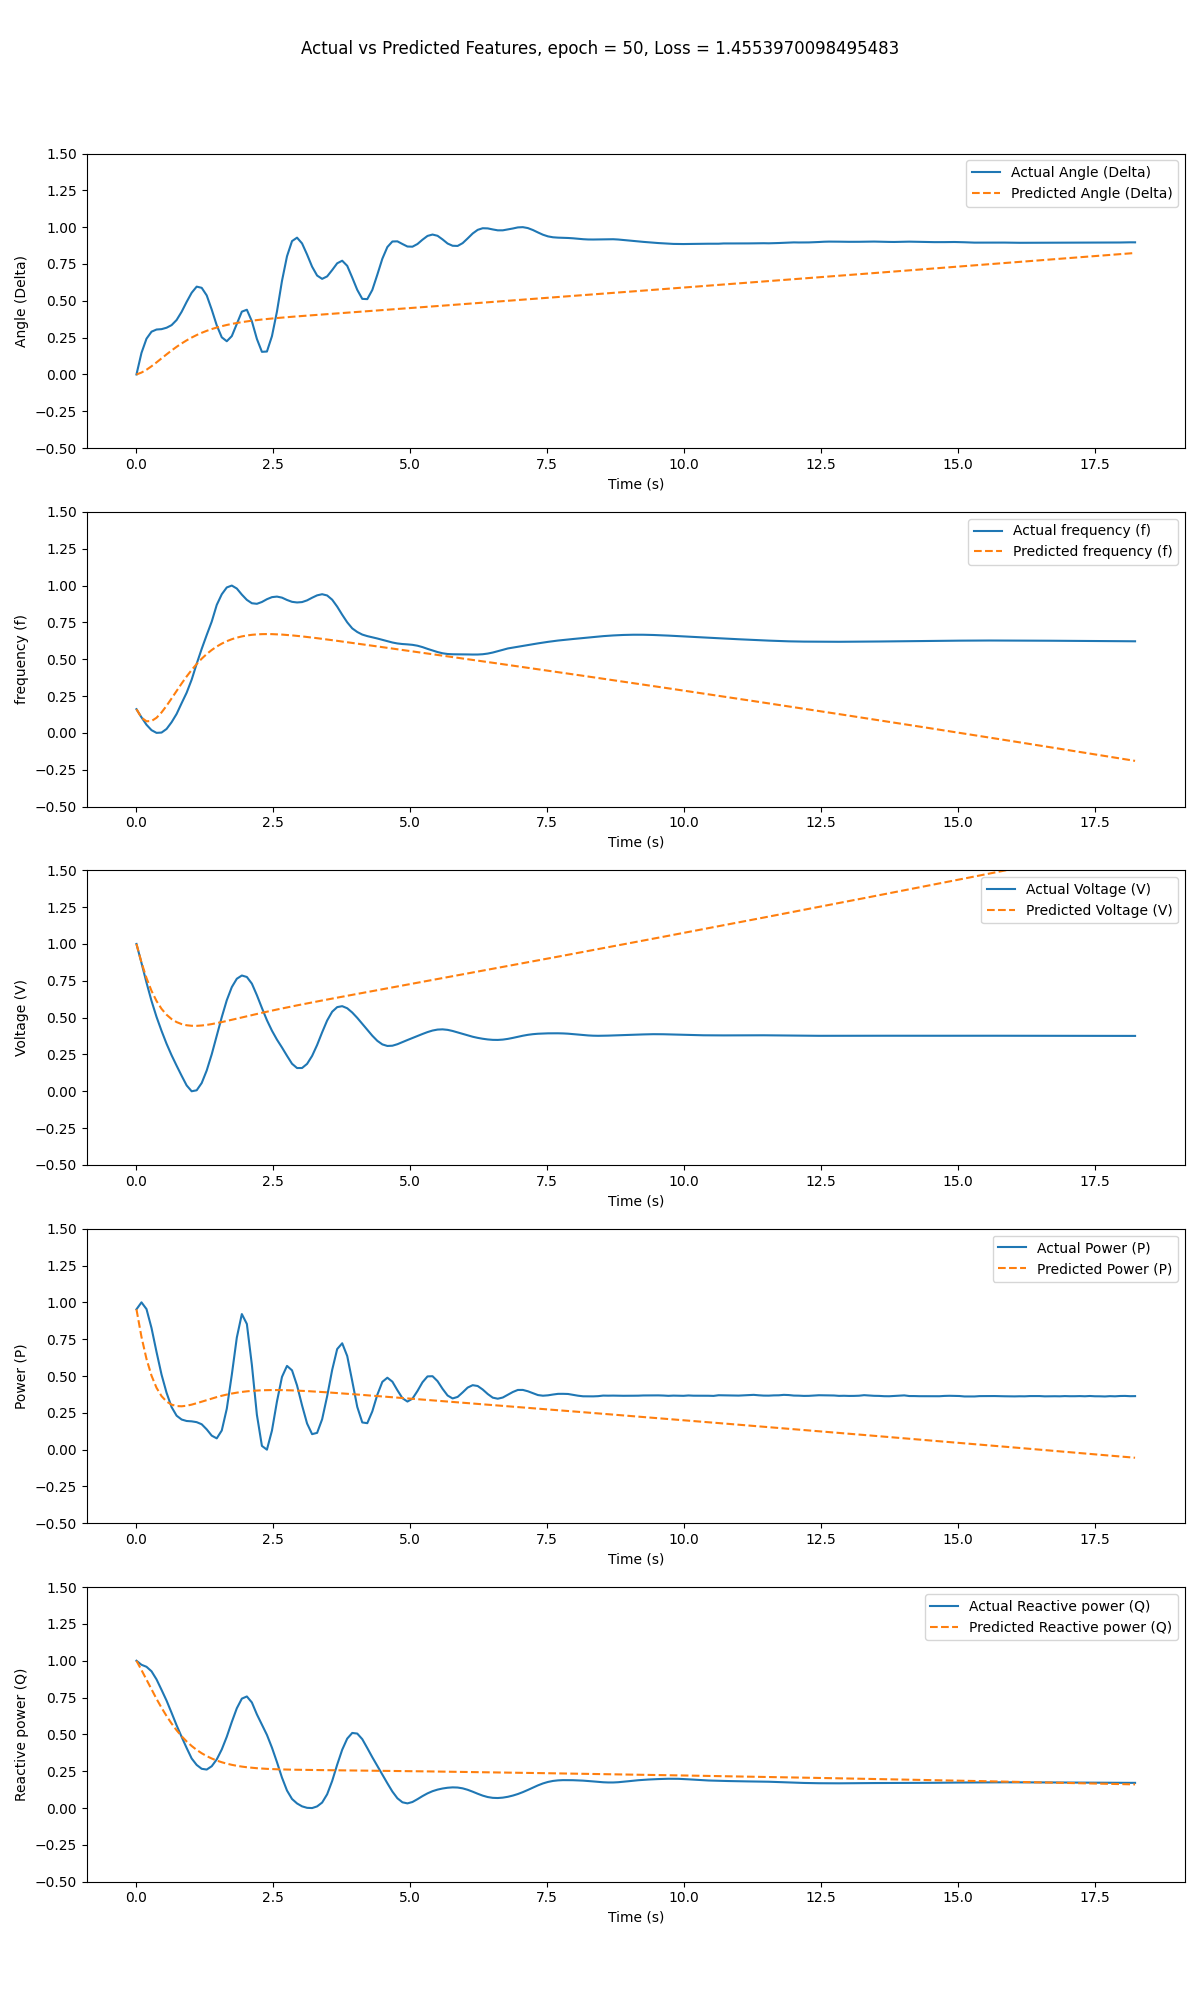 Actual vs Predicted Features, epoch = 50, Loss = 1.4553970098495483
1.50
1.25
1.00
0.75
0.50
0.25
0.00
−0.25
−0.50
Angle (Delta)
Actual Angle (Delta)
Predicted Angle (Delta)
0.0 2.5 5.0 7.5 10.0 12.5 15.0 17.5
Time (s)
1.50
1.25
1.00
0.75
0.50
0.25
0.00
−0.25
−0.50
frequency (f)
Actual frequency (f)
Predicted frequency (f)
0.0 2.5 5.0 7.5 10.0 12.5 15.0 17.5
Time (s)
1.50
1.25
1.00
0.75
0.50
0.25
0.00
−0.25
−0.50
Voltage (V)
Actual Voltage (V)
Predicted Voltage (V)
0.0 2.5 5.0 7.5 10.0 12.5 15.0 17.5
Time (s)
1.50
1.25
1.00
0.75
0.50
0.25
0.00
−0.25
−0.50
Power (P)
Actual Power (P)
Predicted Power (P)
0.0 2.5 5.0 7.5 10.0 12.5 15.0 17.5
Time (s)
1.50
1.25
1.00
0.75
0.50
0.25
0.00
−0.25
−0.50
Reactive power (Q)
Actual Reactive power (Q)
Predicted Reactive power (Q)
0.0 2.5 5.0 7.5 10.0 12.5 15.0 17.5
Time (s)